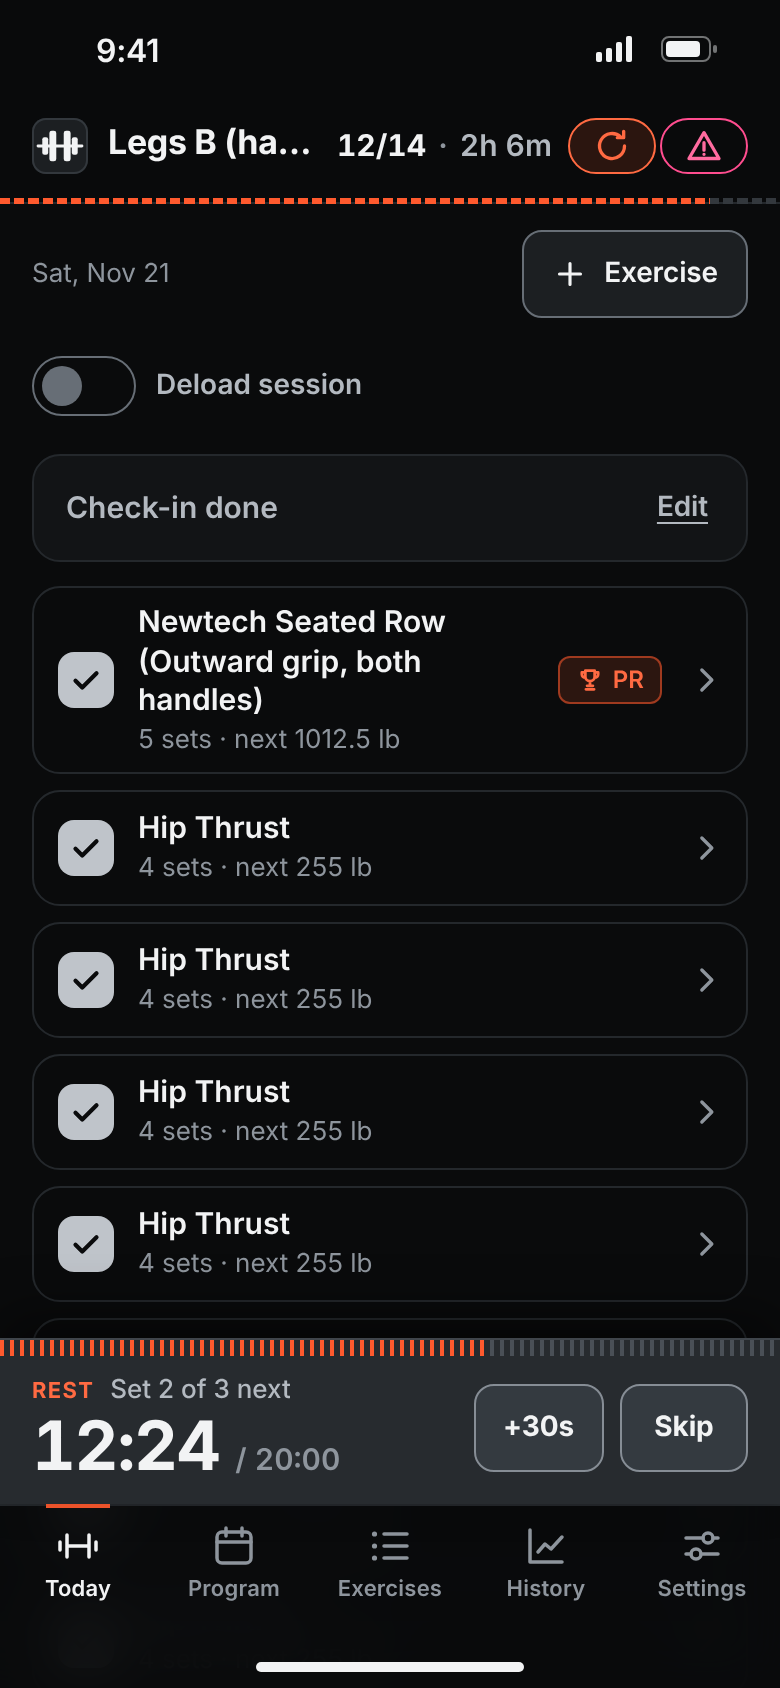 9:41
Legs B (ha... 12/14 · 2h 6m
Sat, Nov 21
Exercise
Deload session
Check-in done
Edit
Newtech Seated Row
(Outward grip, both
handles)
5 sets · next 1012.5 lb
PR
Hip Thrust
4 sets · next 255 lb
Hip Thrust
4 sets · next 255 lb
Hip Thrust
4 sets · next 255 lb
Hip Thrust
4 sets · next 255 lb
REST Set 2 of 3 next
12:24 / 20:00
+30s
Skip
Today
Program
Exercises
History
Settings